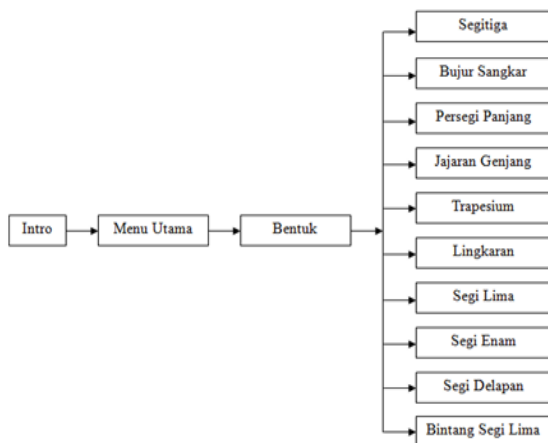 Segitiga
Bujur Sangkar
Persegi Panjang
Jajaran Genjang
Trapesium
Intro
Menu Utama
Bentuk
Lingkaran
Segi Lima
Segi Enam
Segi Delapan
Bintang Segi Lima